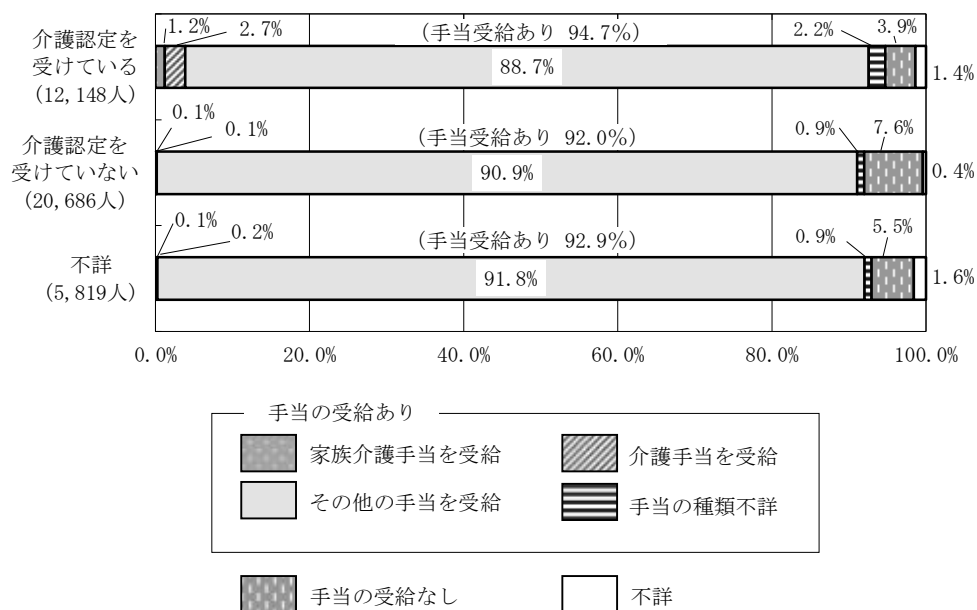 1.2%
2.7%
(手当受給あり 94.7%)
2.2%
3.9%
介護認定を
受けている
(12,148人)
88.7%
1.4%
0.1%
0.1%
(手当受給あり 92.0%)
0.9%
7.6%
介護認定を
受けていない
(20,686人)
90.9%
0.4%
0.1%
0.2%
(手当受給あり 92.9%)
0.9%
5.5%
不詳
(5,819人)
91.8%
1.6%
0.0%
20.0%
40.0%
60.0%
80.0%
100.0%
手当の受給あり
家族介護手当を受給
介護手当を受給
その他の手当を受給
手当の種類不詳
手当の受給なし
不詳